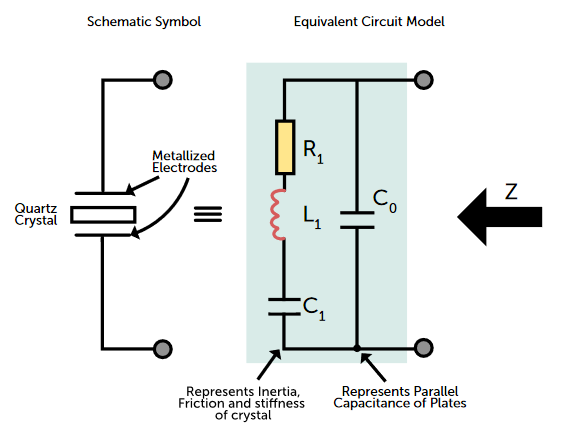 Schematic Symbol
Equivalent Circuit Model
Metallized
Electrodes
Quartz
Crystal
R1
L1
C0
C1
Z
Represents Inertia,
Friction and stiffness
of crystal
Represents Parallel
Capacitance of Plates